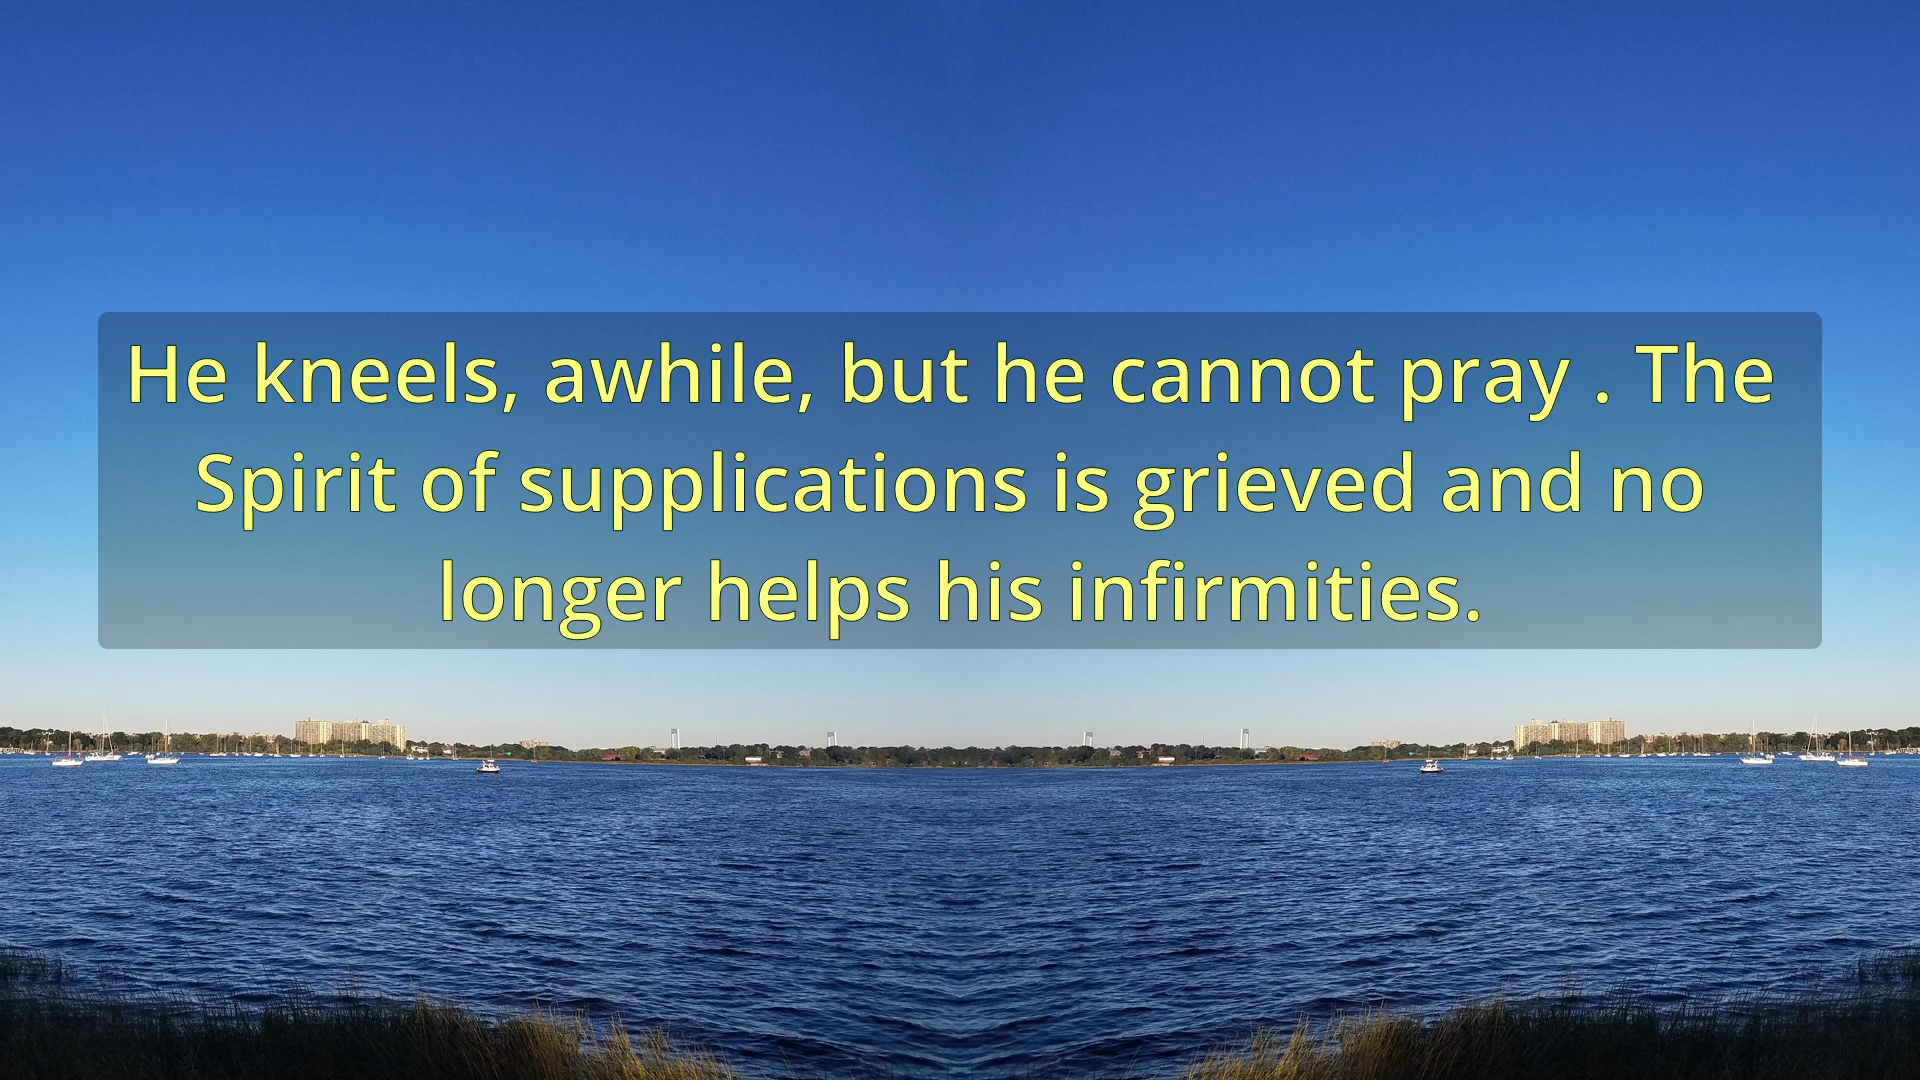 He kneels, awhile, but he cannot pray . The
Spirit of supplications is grieved and no
longer helps his infirmities.